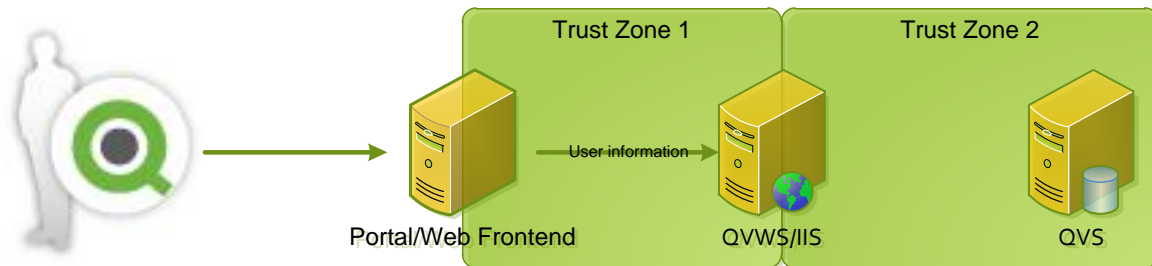 Trust Zone 1
Trust Zone 2
User information
Portal/Web Frontend
QVWS/IIS
QVS